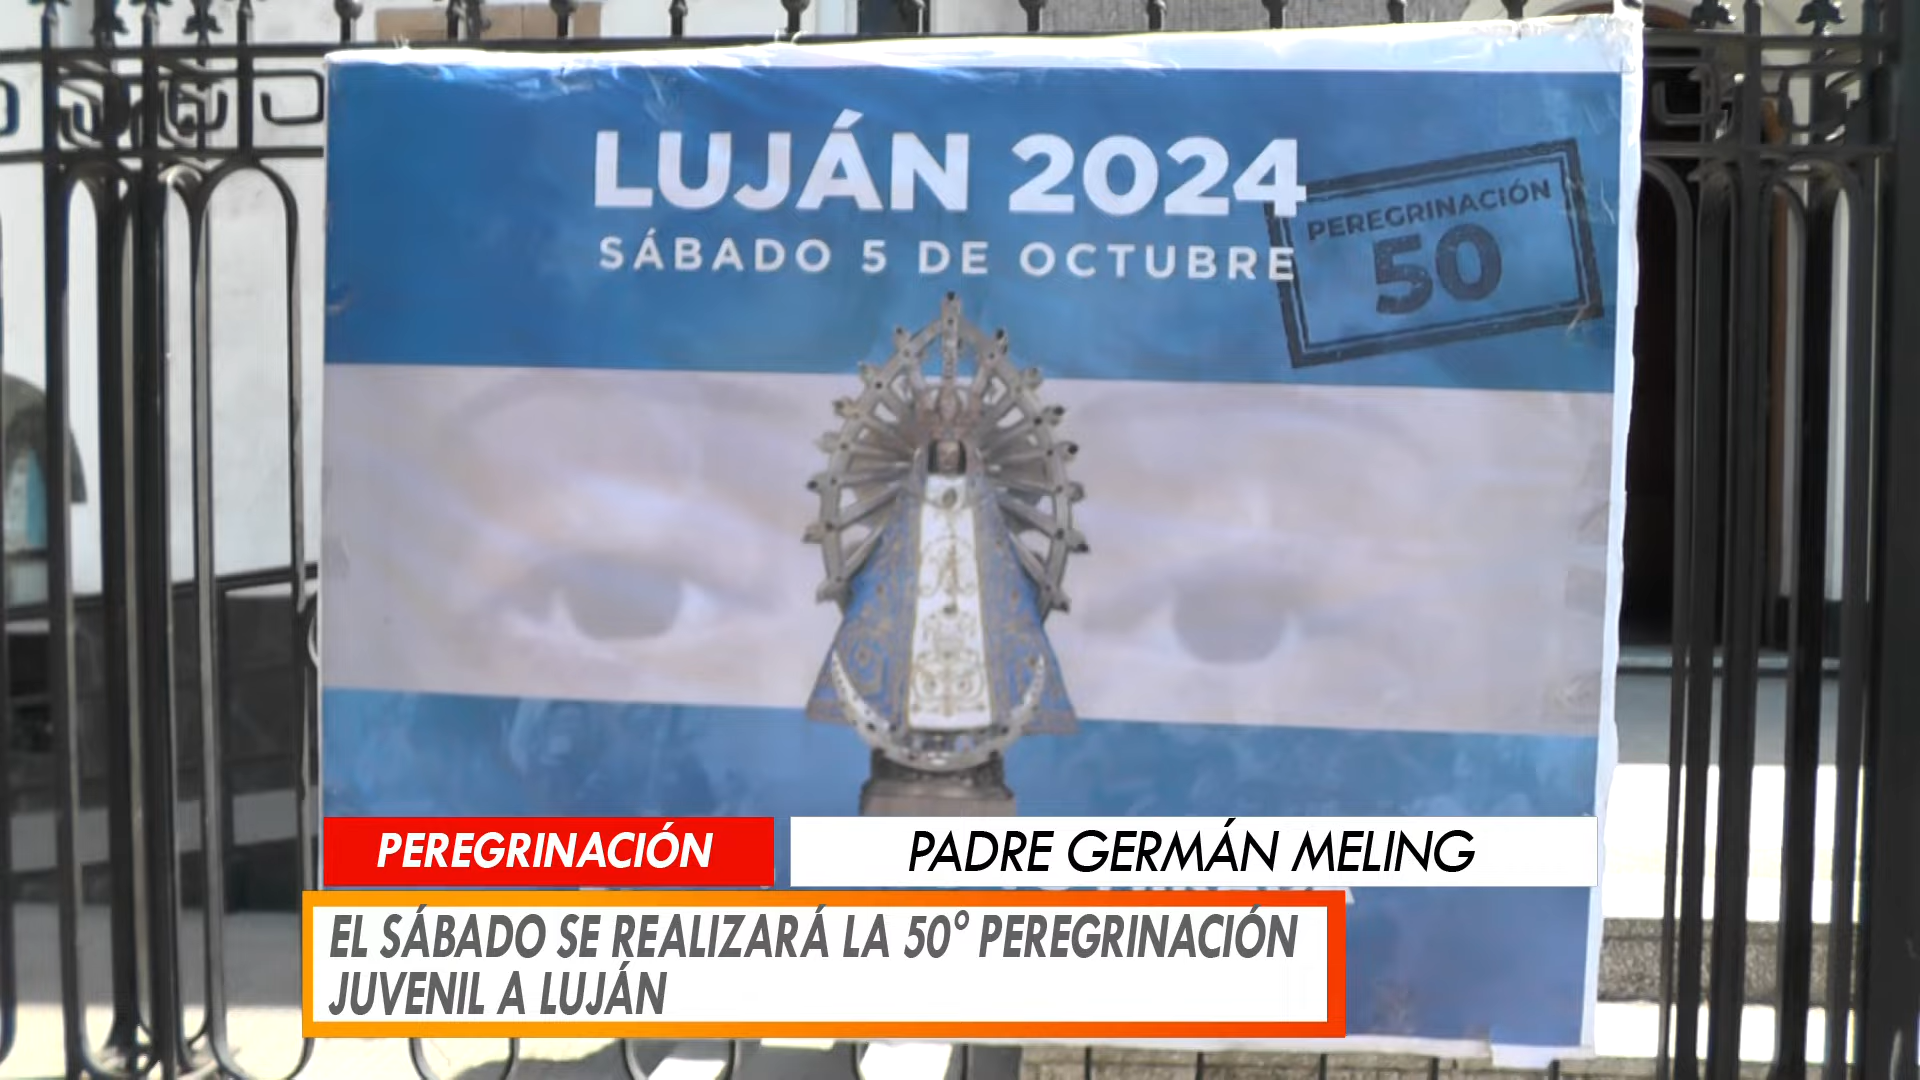 LUJÁN 2024
SÁBADO 5 DE OCTUBRE
PEREGRINACIÓN
50
PEREGRINACIÓN
PADRE GERMÁN MELING
EL SÁBADO SE REALIZARÁ LA 50° PEREGRINACIÓN
JUVENIL A LUJÁN